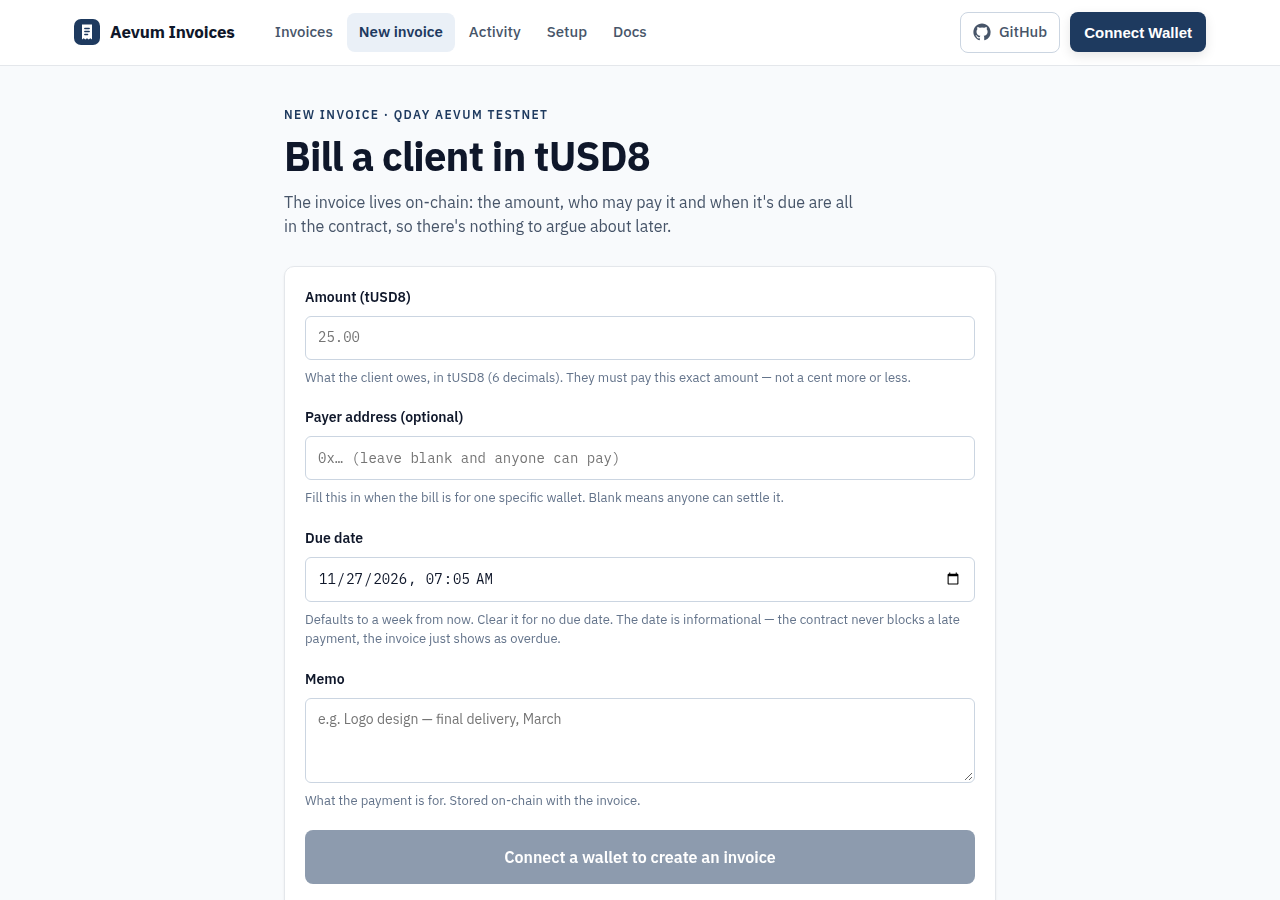 Aevum Invoices
Invoices
New invoice
Activity
Setup
Docs
GitHub
Connect Wallet
NEW INVOICE · QDAY AEVUM TESTNET
Bill a client in tUSD8
The invoice lives on-chain: the amount, who may pay it and when it's due are all
in the contract, so there's nothing to argue about later.
Amount (tUSD8)
25.00
What the client owes, in tUSD8 (6 decimals). They must pay this exact amount — not a cent more or less.
Payer address (optional)
0x… (leave blank and anyone can pay)
Fill this in when the bill is for one specific wallet. Blank means anyone can settle it.
Due date
11/27/2026, 07:05 AM
Defaults to a week from now. Clear it for no due date. The date is informational — the contract never blocks a late
payment, the invoice just shows as overdue.
Memo
e.g. Logo design — final delivery, March
What the payment is for. Stored on-chain with the invoice.
Connect a wallet to create an invoice